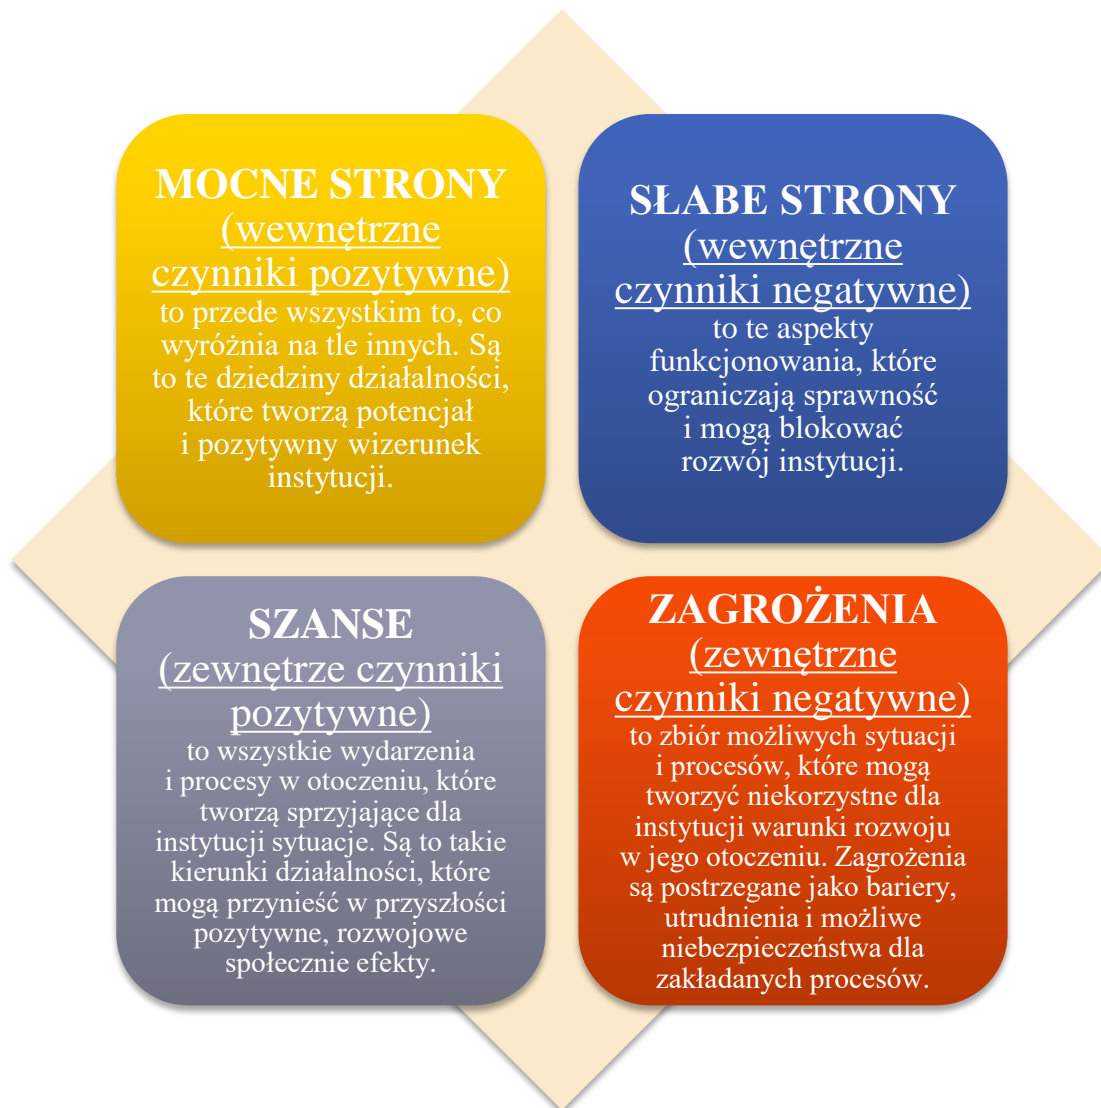 MOCNE STRONY
(wewnętrzne
czynniki pozytywne)
to przede wszystkim to, co
wyróżnia na tle innych. Są
to te dziedziny działalności,
które tworzą potencjał
i pozytywny wizerunek
instytucji.
SŁABE STRONY
(wewnętrzne
czynniki negatywne)
to te aspekty
funkcjonowania, które
ograniczają sprawność
i mogą blokować
rozwój instytucji.
SZANSE
(zewnętrze czynniki
pozytywne)
to wszystkie wydarzenia
i procesy w otoczeniu, które
tworzą sprzyjające dla
instytucji sytuacje. Są to takie
kierunki działalności, które
mogą przynieść w przyszłości
pozytywne, rozwojowe
społecznie efekty.
ZAGROŻENIA
(zewnętrzne
czynniki negatywne)
to zbiór możliwych sytuacji
i procesów, które mogą
tworzyć niekorzystne dla
instytucji warunki rozwoju
w jego otoczeniu. Zagrożenia
są postrzegane jako bariery,
utrudnienia i możliwe
niebezpieczeństwa dla
zakładanych procesów.